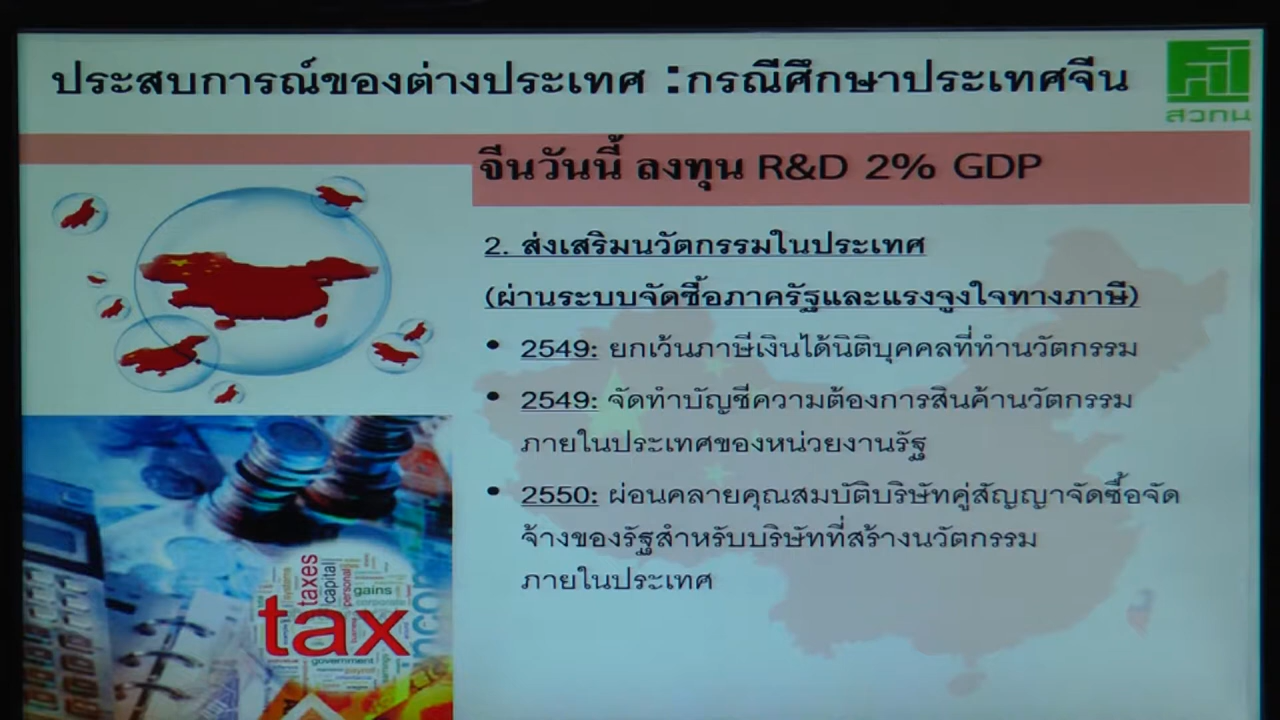 ประสบการณ์ของต่างประเทศ :กรณีศึกษาประเทศจีน
สวทน
จีนวันนี้ ลงทุน R&D 2% GDP
2. ส่งเสริมนวัตกรรมในประเทศ
(ผ่านระบบจัดซื้อภาครัฐและแรงจูงใจทางภาษี)
• 2549: ยกเว้นภาษีเงินได้นิติบุคคลที่ทำนวัตกรรม
• 2549: จัดทำบัญชีความต้องการสินค้านวัตกรรม
ภายในประเทศของหน่วยงานรัฐ
• 2550: ผ่อนคลายคุณสมบัติบริษัทคู่สัญญาจัดซื้อจัด
จ้างของรัฐสำหรับบริษัทที่สร้างนวัตกรรม
ภายในประเทศ
taxes
capital
personal
gains
corporate
tax
government